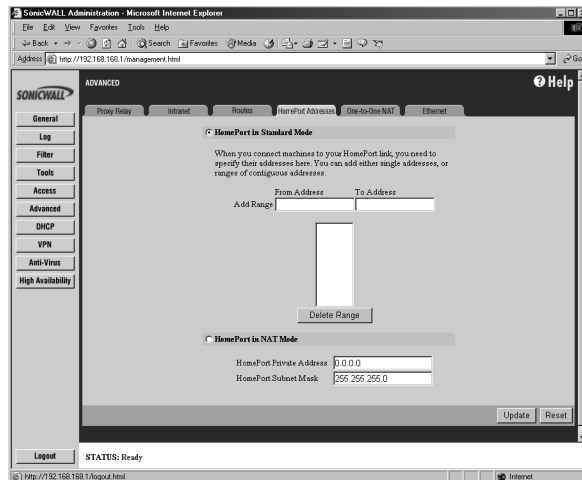 SonicWALL Administration - Microsoft Internet Explorer
File Edit View Favorites Tools Help
Back Search Favorites Media
Address http://192.168.168.1/management.html Go
SONICWALL
ADVANCED
Help
Proxy Relay Intranet Routes HomePort Addresses One-to-One NAT Ethernet
General
Log
Filter
Tools
Access
Advanced
DHCP
VPN
Anti-Virus
High Availability
HomePort in Standard Mode
When you connect machines to your HomePort link, you need to
specify their addresses here. You can add either single addresses, or
ranges of contiguous addresses.
From Address To Address
Add Range
Delete Range
HomePort in NAT Mode
HomePort Private Address 0.0.0.0
HomePort Subnet Mask 255.255.255.0
Update Reset
Logout
STATUS: Ready
http://192.168.168.1/logout.html Internet